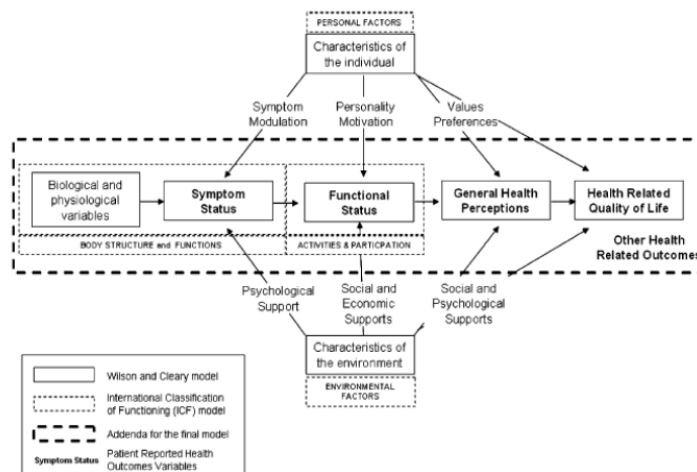 PERSONAL FACTORS
Characteristics of
the individual
Symptom
Modulation
Personality
Motivation
Values
Preferences
Biological and
physiological
variables
Symptom
Status
Functional
Status
General Health
Perceptions
Health Related
Quality of Life
BODY STRUCTURE and FUNCTIONS
ACTIVITIES & PARTICPATION
Other Health
Related Outcomes
Psychological
Support
Social and
Economic
Supports
Social and
Psychological
Supports
Characteristics of
the environment
ENVIRONMENTAL
FACTORS
Wilson and Cleary model
International Classification
of Functioning (ICF) model
Addenda for the final model
Symptom Status
Patient Reported Health
Outcomes Variables